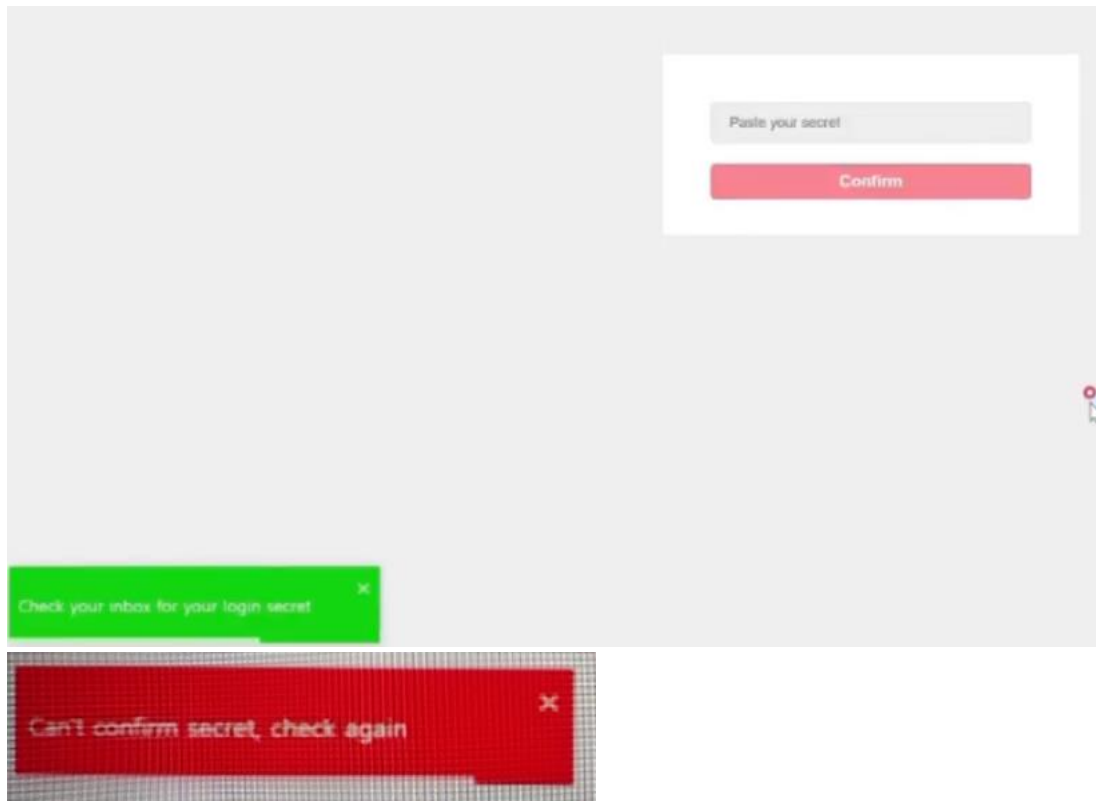 Paste your secret
Confirm
Check your inbox for your login secret
Can't confirm secret, check again